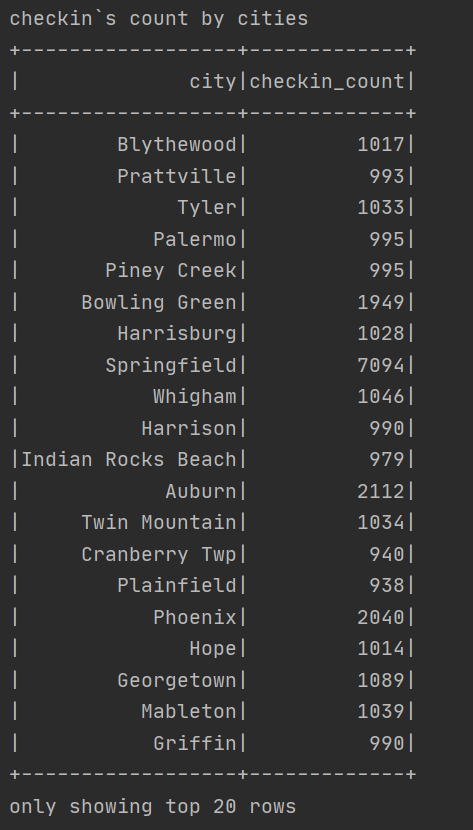 checkin`s count by cities
+------------------+-------------+
|              city|checkin_count|
+------------------+-------------+
|        Blythewood|         1017|
|        Prattville|          993|
|             Tyler|         1033|
|           Palermo|          995|
|       Piney Creek|          995|
|     Bowling Green|         1949|
|        Harrisburg|         1028|
|       Springfield|         7094|
|           Whigham|         1046|
|          Harrison|          990|
|Indian Rocks Beach|          979|
|            Auburn|         2112|
|     Twin Mountain|         1034|
|     Cranberry Twp|          940|
|        Plainfield|          938|
|           Phoenix|         2040|
|              Hope|         1014|
|        Georgetown|         1089|
|          Mableton|         1039|
|           Griffin|          990|
+------------------+-------------+
only showing top 20 rows